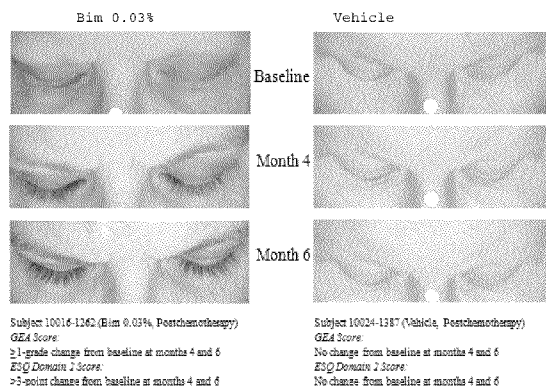 Bim 0.03%
Vehicle
Baseline
Month 4
Month 6
Subject 10016-1262 (Bim 0.03%, Postchemotherapy)
GEA Score:
≥1-grade change from baseline at months 4 and 6
ESQ Domain 2 Score:
>3-point change from baseline at months 4 and 6
Subject 10024-1387 (Vehicle, Postchemotherapy)
GEA Score:
No change from baseline at months 4 and 6
ESQ Domain 2 Score:
No change from baseline at months 4 and 6